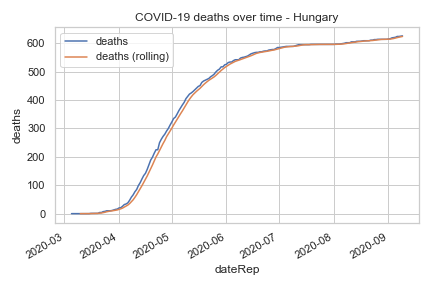 COVID-19 deaths over time - Hungary
deaths
deaths (rolling)
600
500
400
300
200
100
0
deaths
2020-03
2020-04
2020-05
2020-06
2020-07
2020-08
2020-09
dateRep